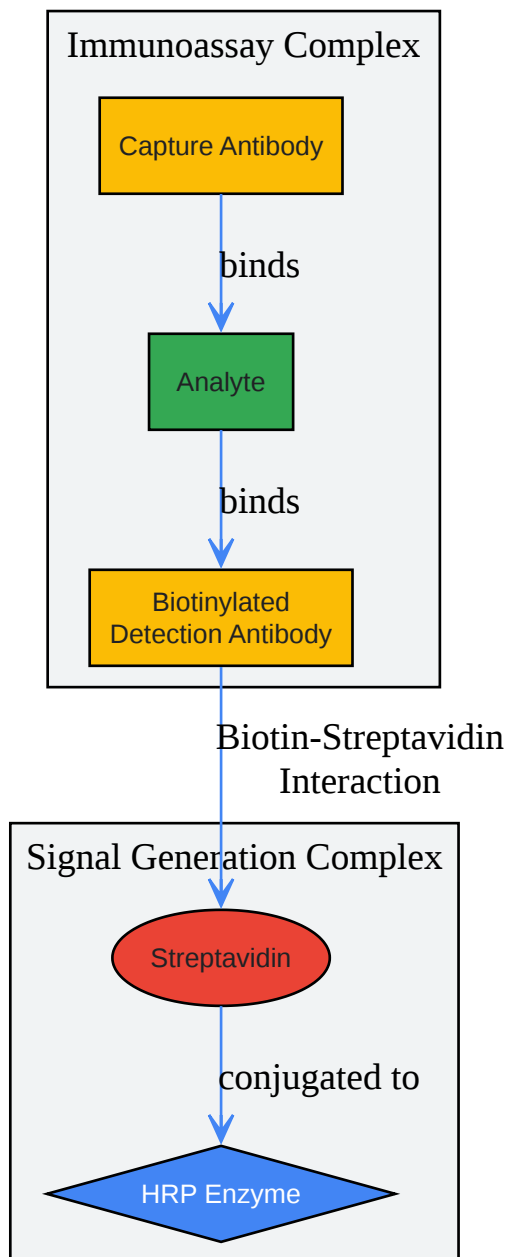 Immunoassay Complex
Capture Antibody
binds
Analyte
binds
Biotinylated
Detection Antibody
Biotin-Streptavidin
Interaction
Signal Generation Complex
Streptavidin
conjugated to
HRP Enzyme